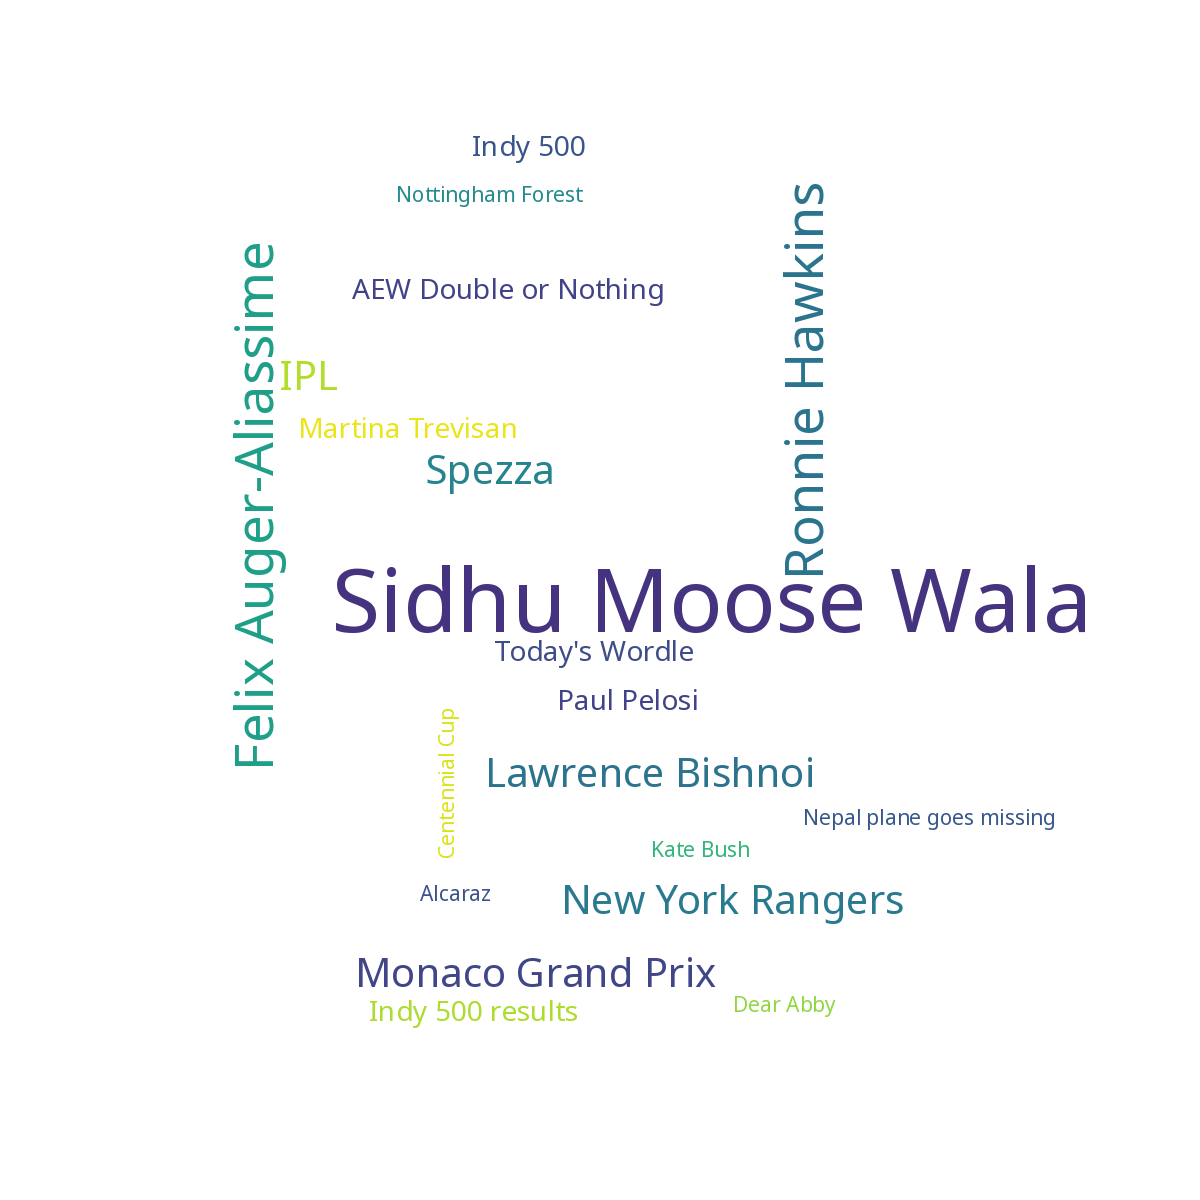 Indy 500
Nottingham Forest
Ronnie Hawkins
Felix Auger-Aliassime
AEW Double or Nothing
IPL
Martina Trevisan
Spezza
Sidhu Moose Wala
Today's Wordle
Paul Pelosi
Centennial Cup
Lawrence Bishnoi
Nepal plane goes missing
Kate Bush
Alcaraz
New York Rangers
Monaco Grand Prix
Dear Abby
Indy 500 results